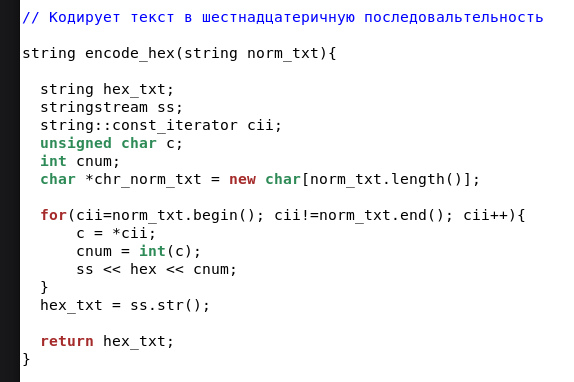 // Кодирует текст в шестнадцатеричную последовальтельность
string encode_hex(string norm_txt){
string hex_txt;
stringstream ss;
string::const_iterator cii;
unsigned char c;
int cnum;
char *chr_norm_txt = new char[norm_txt.length()];
for(cii=norm_txt.begin(); cii!=norm_txt.end(); cii++){
c = *cii;
cnum = int(c);
ss << hex << cnum;
}
hex_txt = ss.str();
return hex_txt;
}